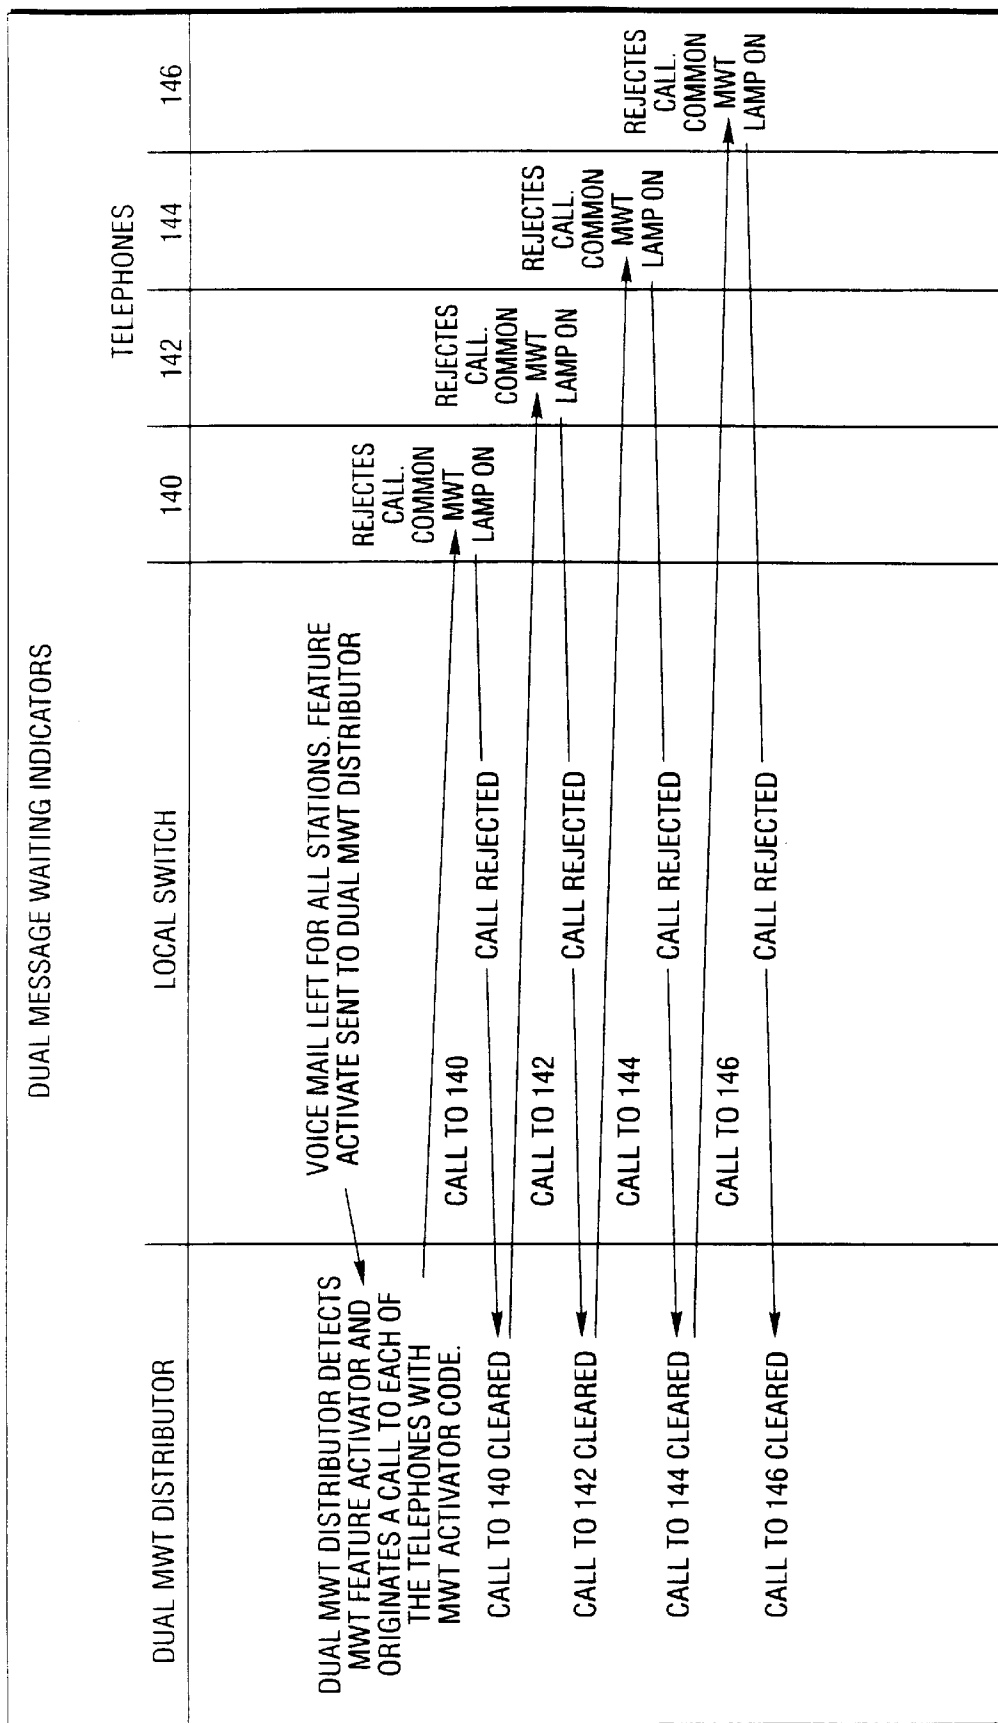 DUAL MESSAGE WAITING INDICATORS
DUAL MWT DISTRIBUTOR
LOCAL SWITCH
TELEPHONES
140
142
144
146
VOICE MAIL LEFT FOR ALL STATIONS. FEATURE
ACTIVATE SENT TO DUAL MWT DISTRIBUTOR
DUAL MWT DISTRIBUTOR DETECTS
MWT FEATURE ACTIVATOR AND
ORIGINATES A CALL TO EACH OF
THE TELEPHONES WITH
MWT ACTIVATOR CODE.
CALL TO 140
REJECTES
CALL.
COMMON
MWT
LAMP ON
CALL REJECTED
CALL TO 140 CLEARED
CALL TO 142
REJECTES
CALL.
COMMON
MWT
LAMP ON
CALL REJECTED
CALL TO 142 CLEARED
CALL TO 144
REJECTES
CALL.
COMMON
MWT
LAMP ON
CALL REJECTED
CALL TO 144 CLEARED
CALL TO 146
REJECTES
CALL.
COMMON
MWT
LAMP ON
CALL REJECTED
CALL TO 146 CLEARED